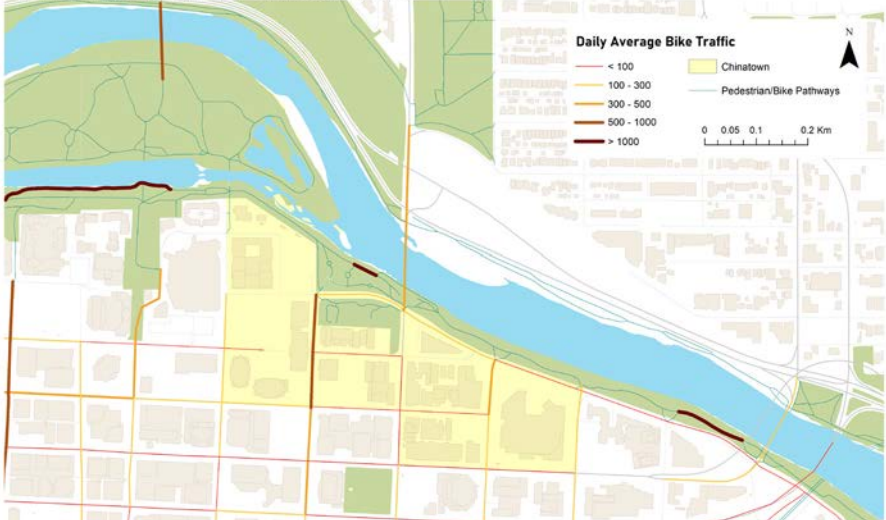 Daily Average Bike Traffic
N
< 100
100 - 300
300 - 500
500 - 1000
> 1000
Chinatown
Pedestrian/Bike Pathways
0 0.05 0.1 0.2 Km